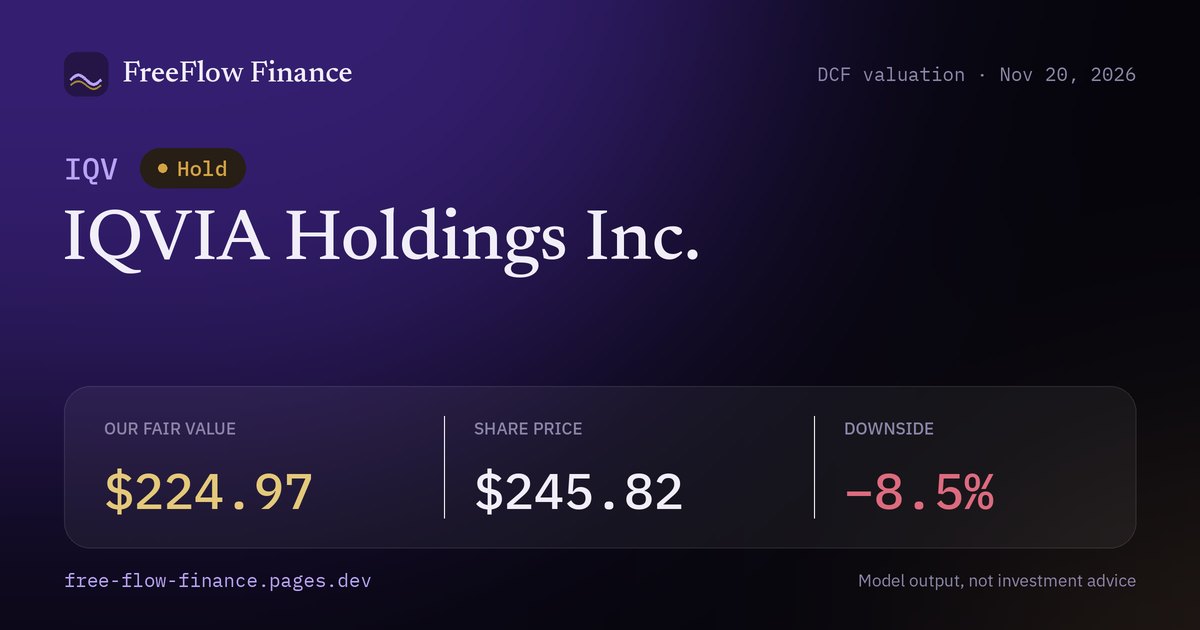 FreeFlow Finance
DCF valuation · Nov 20, 2026
IQV
Hold
IQVIA Holdings Inc.
OUR FAIR VALUE
$224.97
SHARE PRICE
$245.82
DOWNSIDE
−8.5%
free-flow-finance.pages.dev
Model output, not investment advice